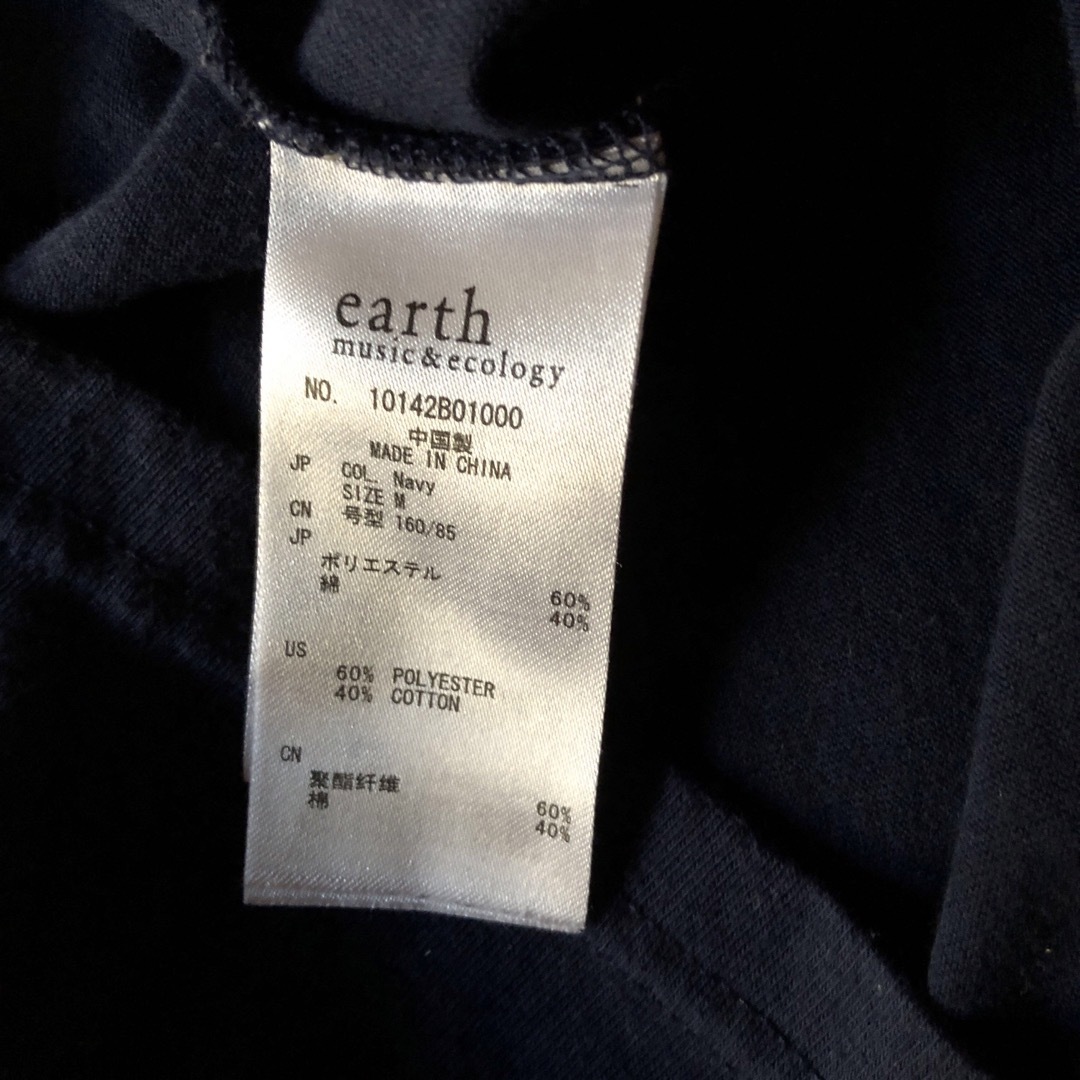 earth
music&ecology
NO. 10142B01000
中国製
MADE IN CHINA
JP COL. Navy
SIZE M
CN 号型 160/85
JP
ポリエステル 60%
綿 40%
US
60% POLYESTER
40% COTTON
CN
聚酯纤维 60%
棉 40%